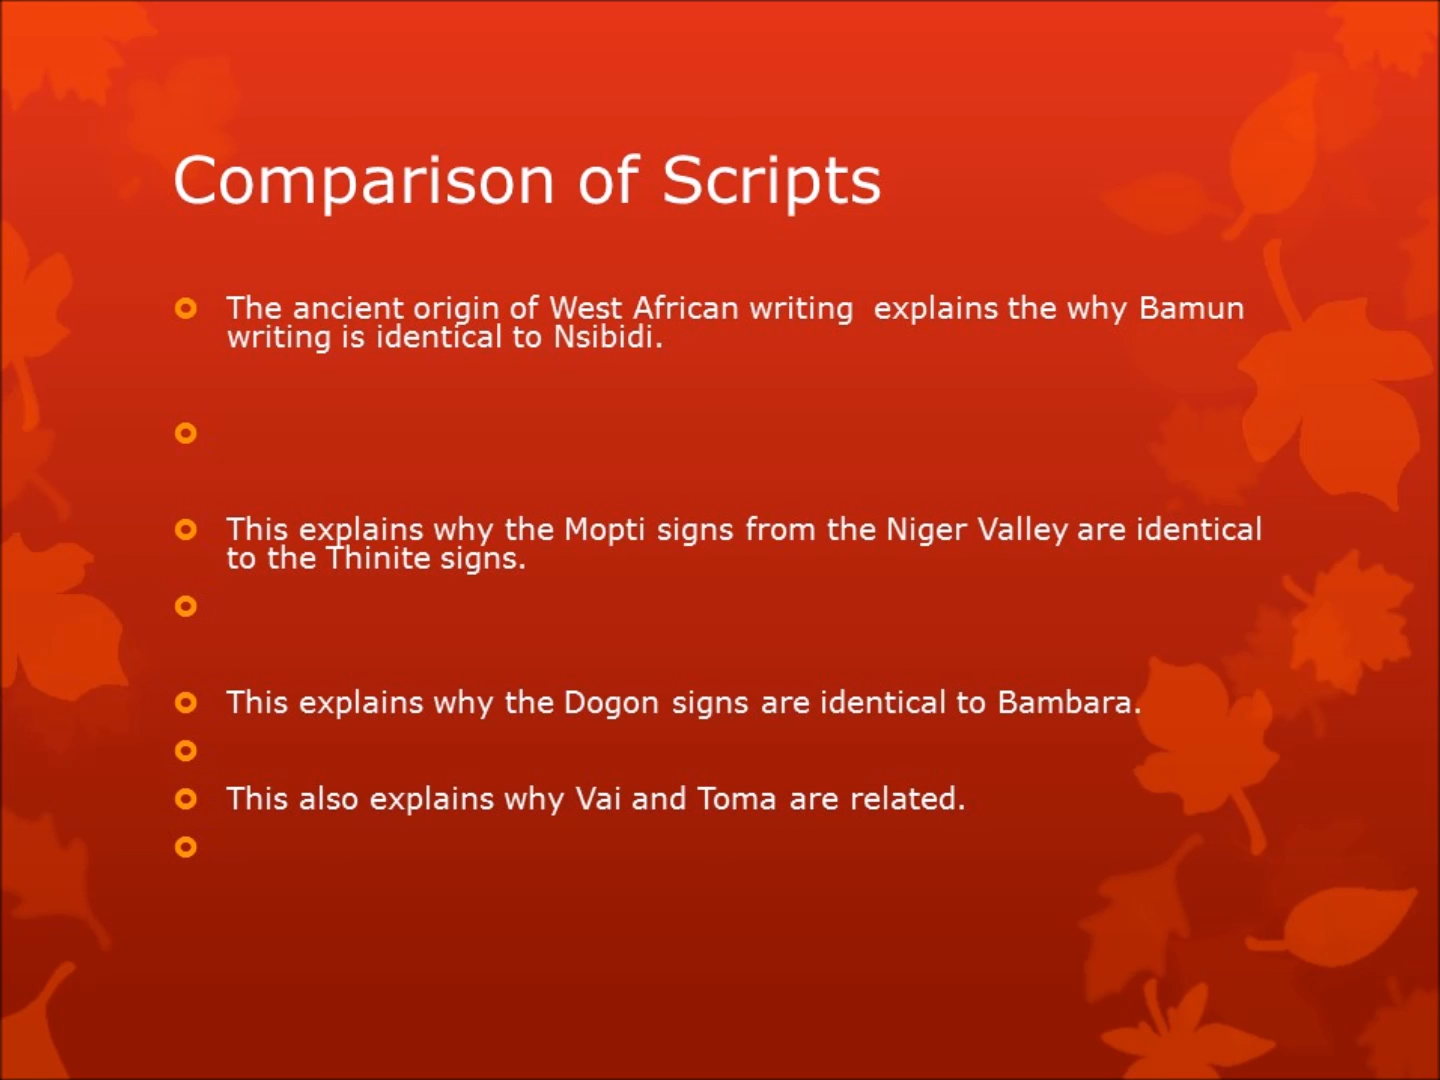 Comparison of Scripts
The ancient origin of West African writing  explains the why Bamun
writing is identical to Nsibidi.
This explains why the Mopti signs from the Niger Valley are identical
to the Thinite signs.
This explains why the Dogon signs are identical to Bambara.
This also explains why Vai and Toma are related.